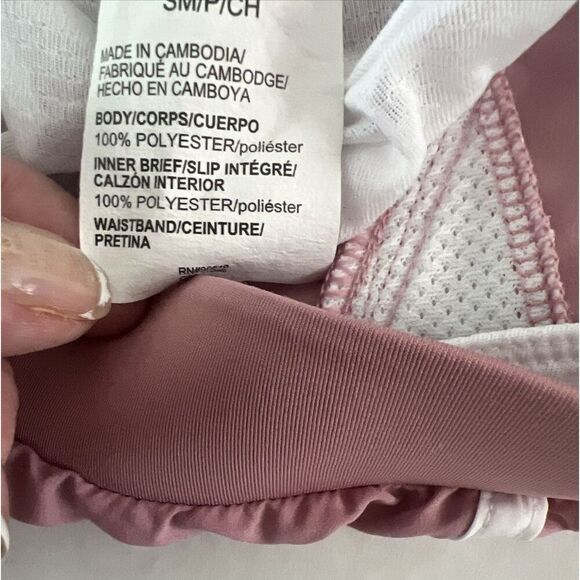 SM/P/CH
MADE IN CAMBODIA/
FABRIQUÉ AU CAMBODGE/
HECHO EN CAMBOYA
BODY/CORPS/CUERPO
100% POLYESTER/poliéster
INNER BRIEF/SLIP INTÉGRÉ/
CALZÓN INTERIOR
100% POLYESTER/poliéster
WAISTBAND/CEINTURE/
PRETINA